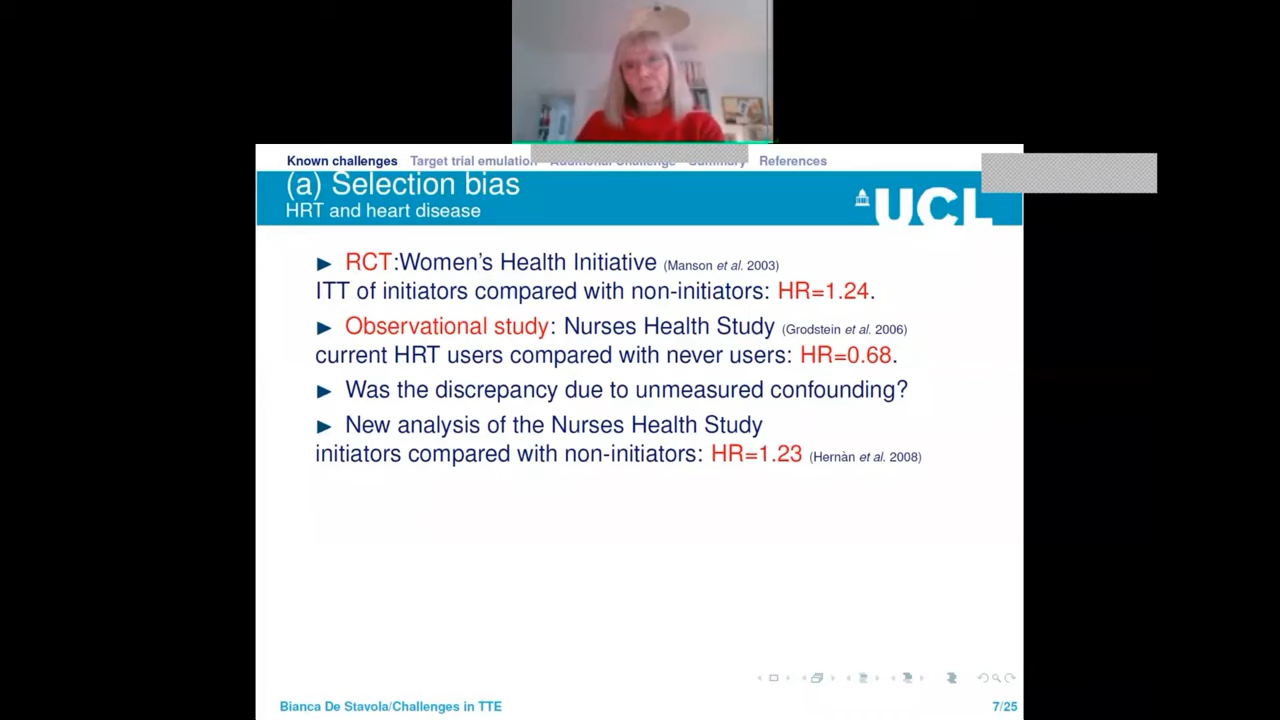 Known challenges Target trial emulation Additional Challenge Summary References
(a) Selection bias
HRT and heart disease
UCL
► RCT:Women's Health Initiative (Manson et al. 2003)
ITT of initiators compared with non-initiators: HR=1.24.
► Observational study: Nurses Health Study (Grodstein et al. 2006)
current HRT users compared with never users: HR=0.68.
► Was the discrepancy due to unmeasured confounding?
► New analysis of the Nurses Health Study
initiators compared with non-initiators: HR=1.23 (Hernàn et al. 2008)
Bianca De Stavola/Challenges in TTE 7/25